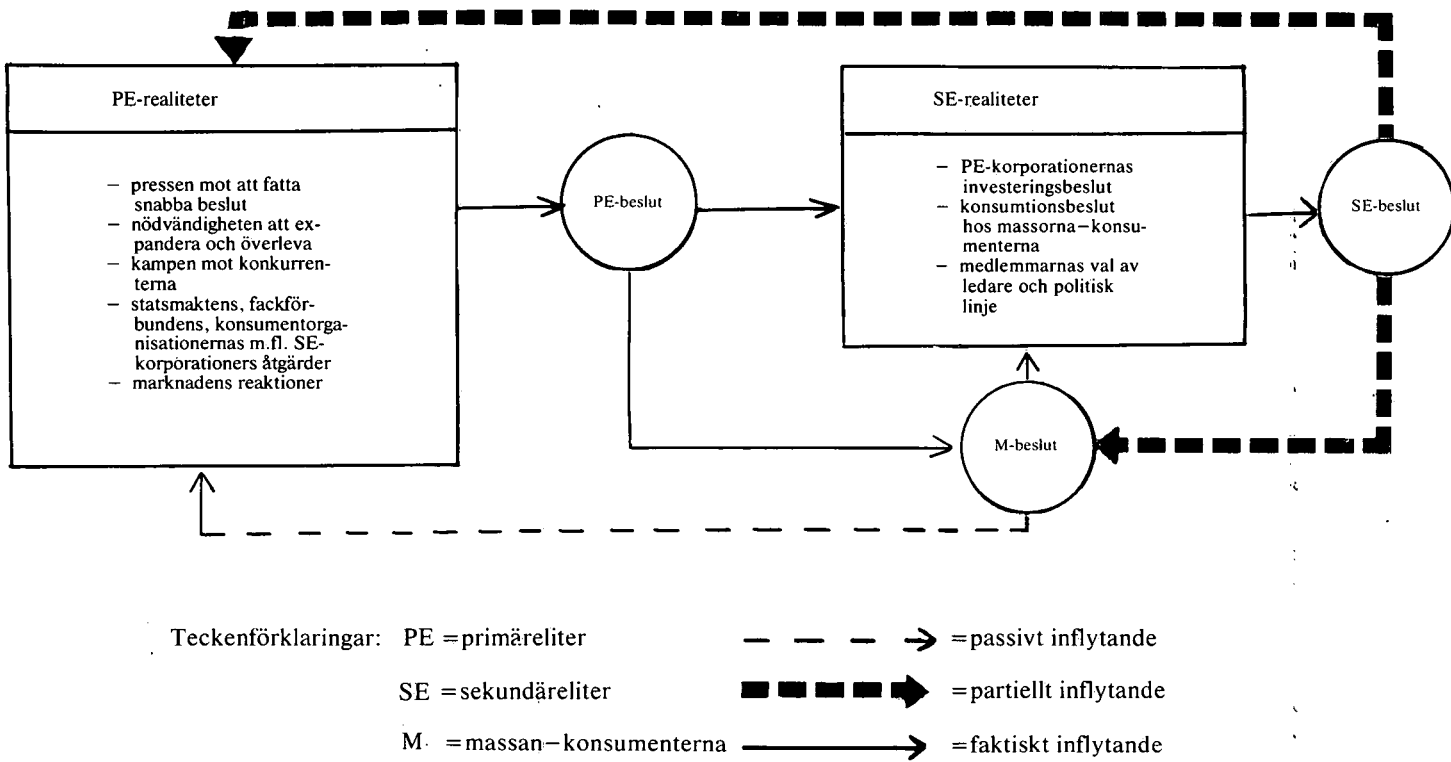 PE-realiteter
– pressen mot att fatta
snabba beslut
– nödvändigheten att ex-
pandera och överleva
– kampen mot konkurren-
terna
– statsmaktens, fackför-
bundens, konsumentorga-
nisationernas m.fl. SE-
korporationers åtgärder
– marknadens reaktioner
PE-beslut
SE-realiteter
– PE-korporationernas
investeringsbeslut
– konsumtionsbeslut
hos massorna–konsu-
menterna
– medlemmarnas val av
ledare och politisk
linje
SE-beslut
M-beslut
Teckenförklaringar: PE =primäreliter =passivt inflytande
SE =sekundäreliter =partiellt inflytande
M =massan–konsumenterna =faktiskt inflytande